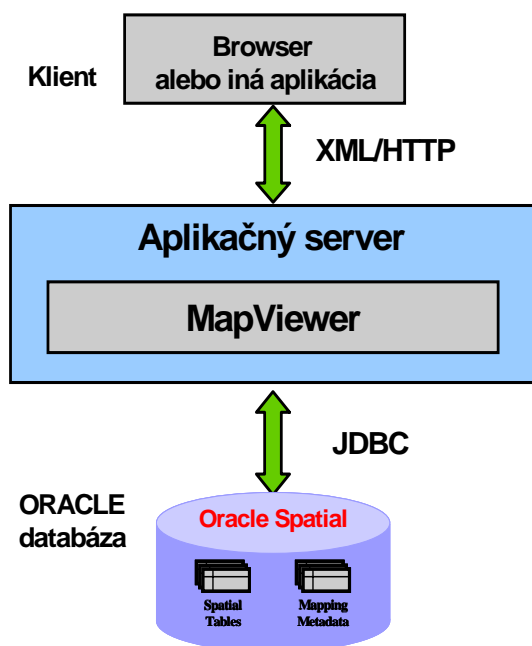 Browser
alebo iná aplikácia
Klient
XML/HTTP
Aplikačný server
MapViewer
JDBC
ORACLE
databáza
Oracle Spatial
Spatial
Tables
Mapping
Metadata